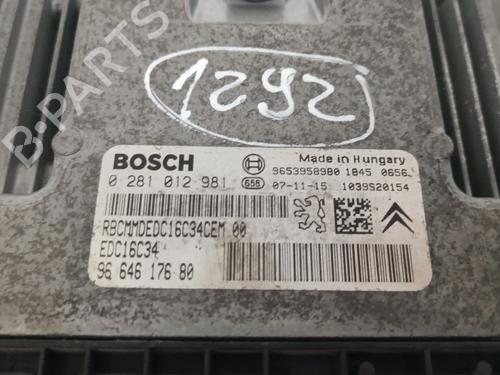 B-PARTS
1292
BOSCH
Made in Hungary
0 281 012 981
656
9653958980 1845 0656
07-11-15 1039S20154
RBCMMDEDC16C34CEM 00
EDC16C34
96 646 176 80